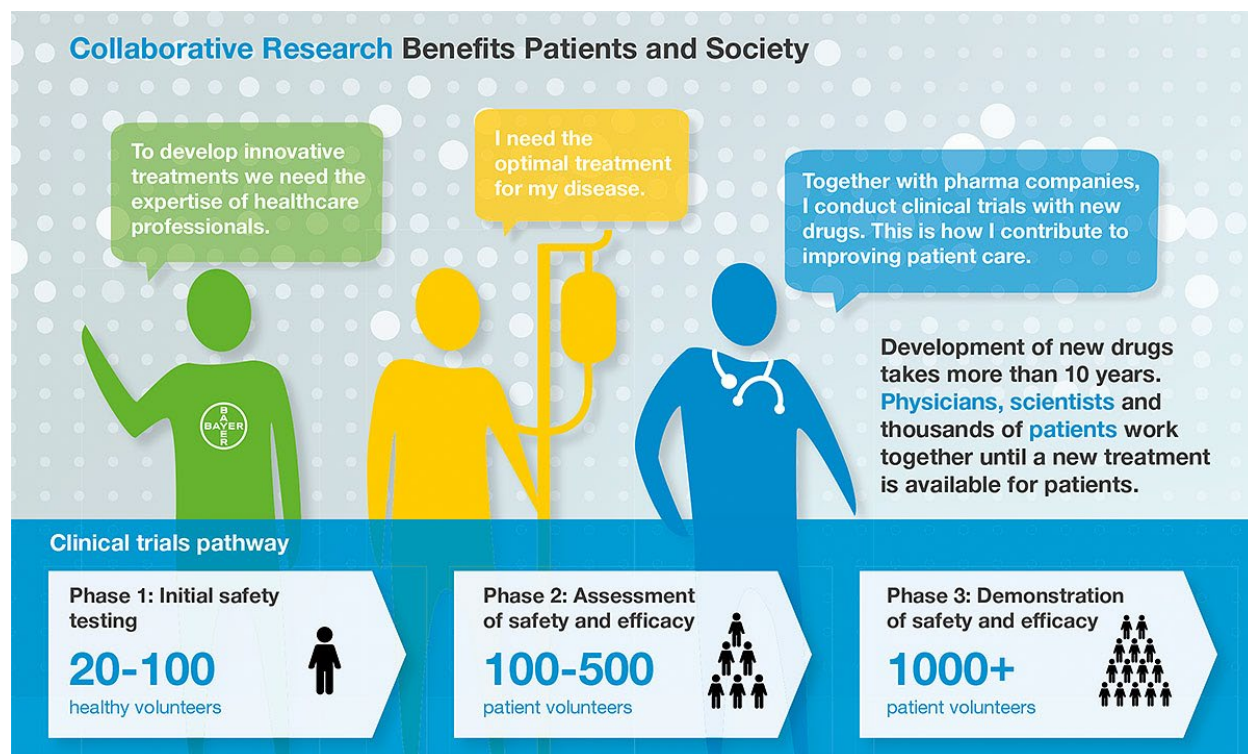 Collaborative Research Benefits Patients and Society
To develop innovative
treatments we need the
expertise of healthcare
professionals.
I need the
optimal treatment
for my disease.
Together with pharma companies,
I conduct clinical trials with new
drugs. This is how I contribute to
improving patient care.
BAYER
BAYER
Development of new drugs
takes more than 10 years.
Physicians, scientists and
thousands of patients work
together until a new treatment
is available for patients.
Clinical trials pathway
Phase 1: Initial safety
testing
20-100
healthy volunteers
Phase 2: Assessment
of safety and efficacy
100-500
patient volunteers
Phase 3: Demonstration
of safety and efficacy
1000+
patient volunteers